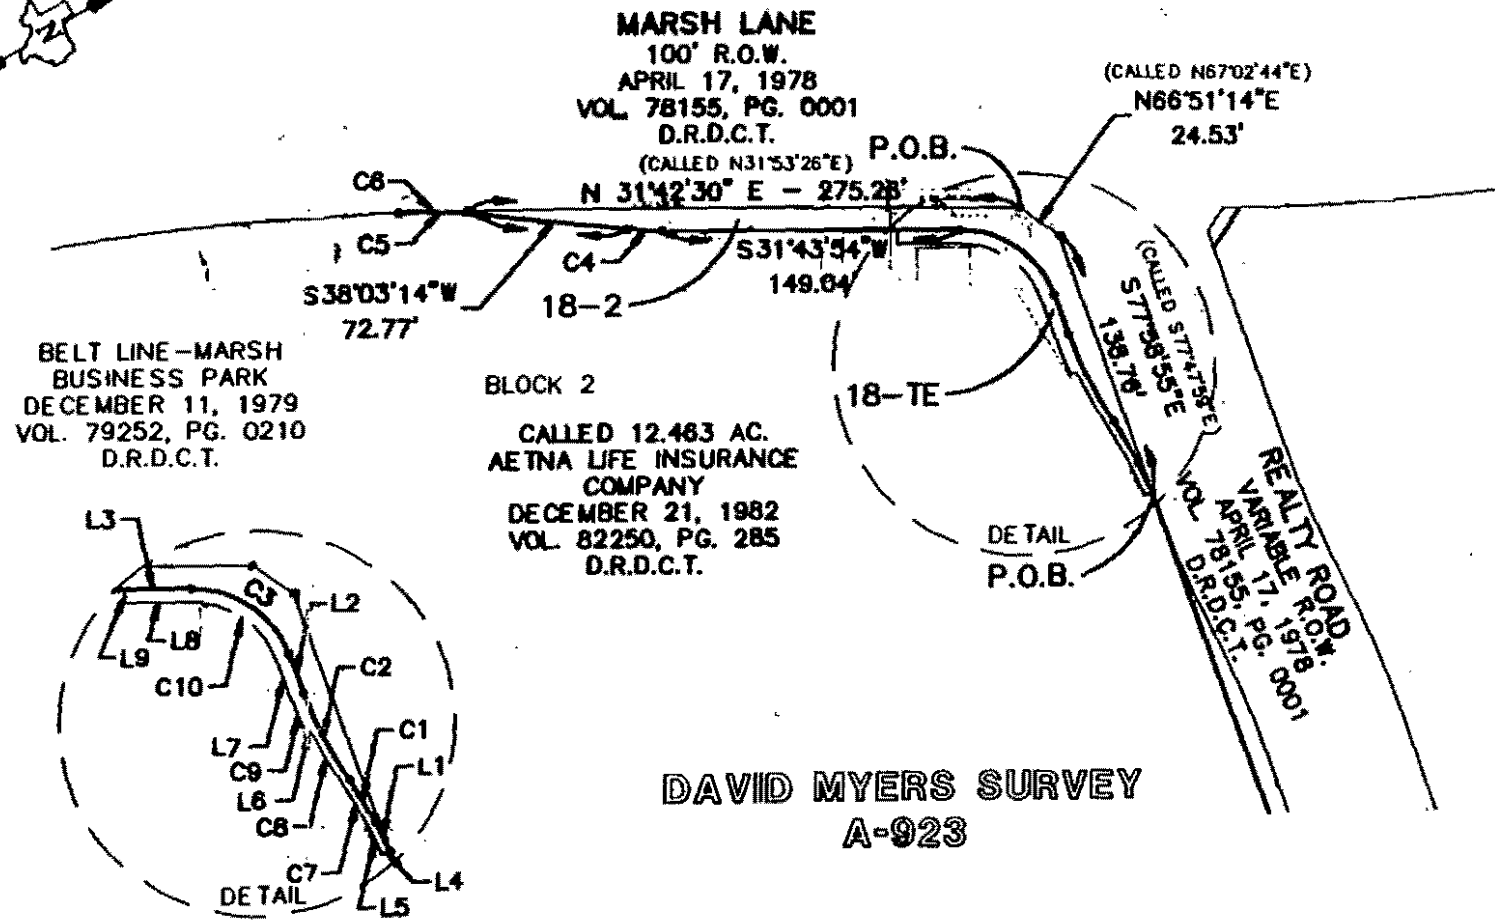 N
MARSH LANE
100' R.O.W.
APRIL 17, 1978
VOL. 78155, PG. 0001
D.R.D.C.T.
(CALLED N31°53'26"E)
N 31°42'30" E - 275.28'
P.O.B.
(CALLED N67°02'44"E)
N66°51'14"E
24.53'
C6
C5
C4
S38°03'14"W
72.77'
18-2
S31°43'54"W
149.04'
(CALLED S77°47'59"E)
S77°58'55"E
138.76'
18-TE
DETAIL
P.O.B.
REALTY ROAD
VARIABLE R.O.W.
APRIL 17, 1978
VOL. 78155, PG. 0001
D.R.D.C.T.
BELT LINE-MARSH
BUSINESS PARK
DECEMBER 11, 1979
VOL. 79252, PG. 0210
D.R.D.C.T.
BLOCK 2
CALLED 12.463 AC.
AETNA LIFE INSURANCE
COMPANY
DECEMBER 21, 1982
VOL. 82250, PG. 285
D.R.D.C.T.
L3
C3
L2
L8
L9
C10
C2
L7
C9
L6
C8
C1
L1
C7
L4
L5
DETAIL
DAVID MYERS SURVEY
A-923